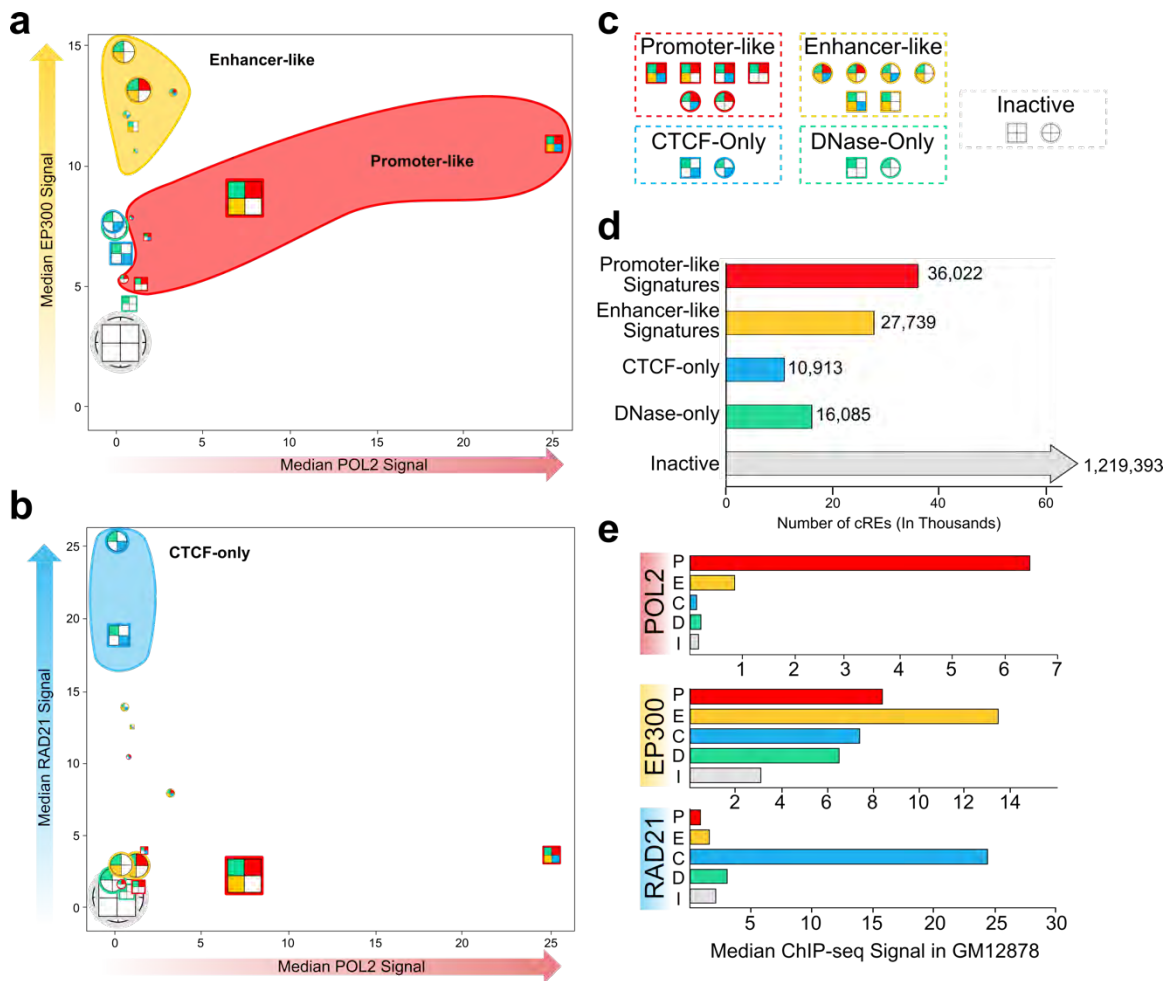 a
Enhancer-like
Promoter-like
Median EP300 Signal
15
10
5
0
0
5
10
15
20
25
Median POL2 Signal
b
CTCF-only
Median RAD21 Signal
25
20
15
10
5
0
0
5
10
15
20
25
Median POL2 Signal
c
Promoter-like
Enhancer-like
Inactive
CTCF-Only
DNase-Only
d
Promoter-like
Signatures
36,022
Enhancer-like
Signatures
27,739
CTCF-only
10,913
DNase-only
16,085
Inactive
1,219,393
0
20
40
60
Number of cREs (In Thousands)
e
POL2
P
E
C
D
I
1
2
3
4
5
6
7
EP300
P
E
C
D
I
2
4
6
8
10
12
14
RAD21
P
E
C
D
I
5
10
15
20
25
30
Median ChIP-seq Signal in GM12878